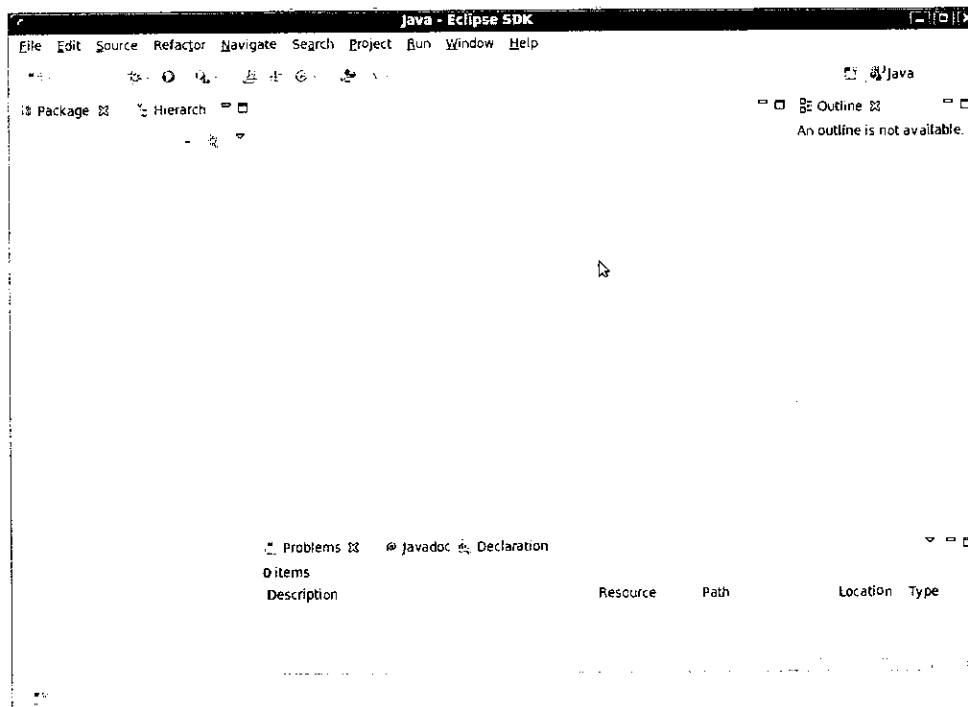 Java - Eclipse SDK
File Edit Source Refactor Navigate Search Project Run Window Help
Java
Package Hierarch
Outline
An outline is not available.
Problems Javadoc Declaration
0 items
Description Resource Path Location Type